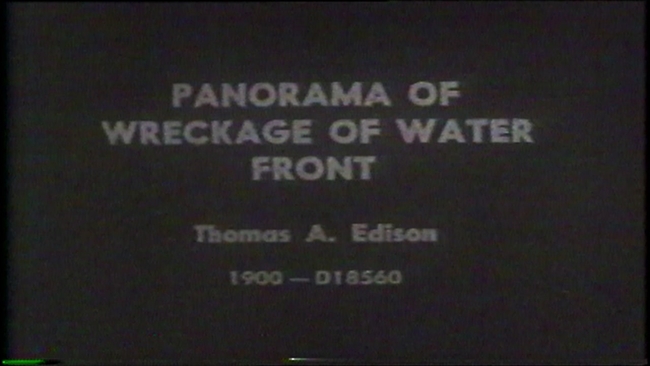 PANORAMA OF
WRECKAGE OF WATER
FRONT
Thomas A. Edison
1900 — D18560